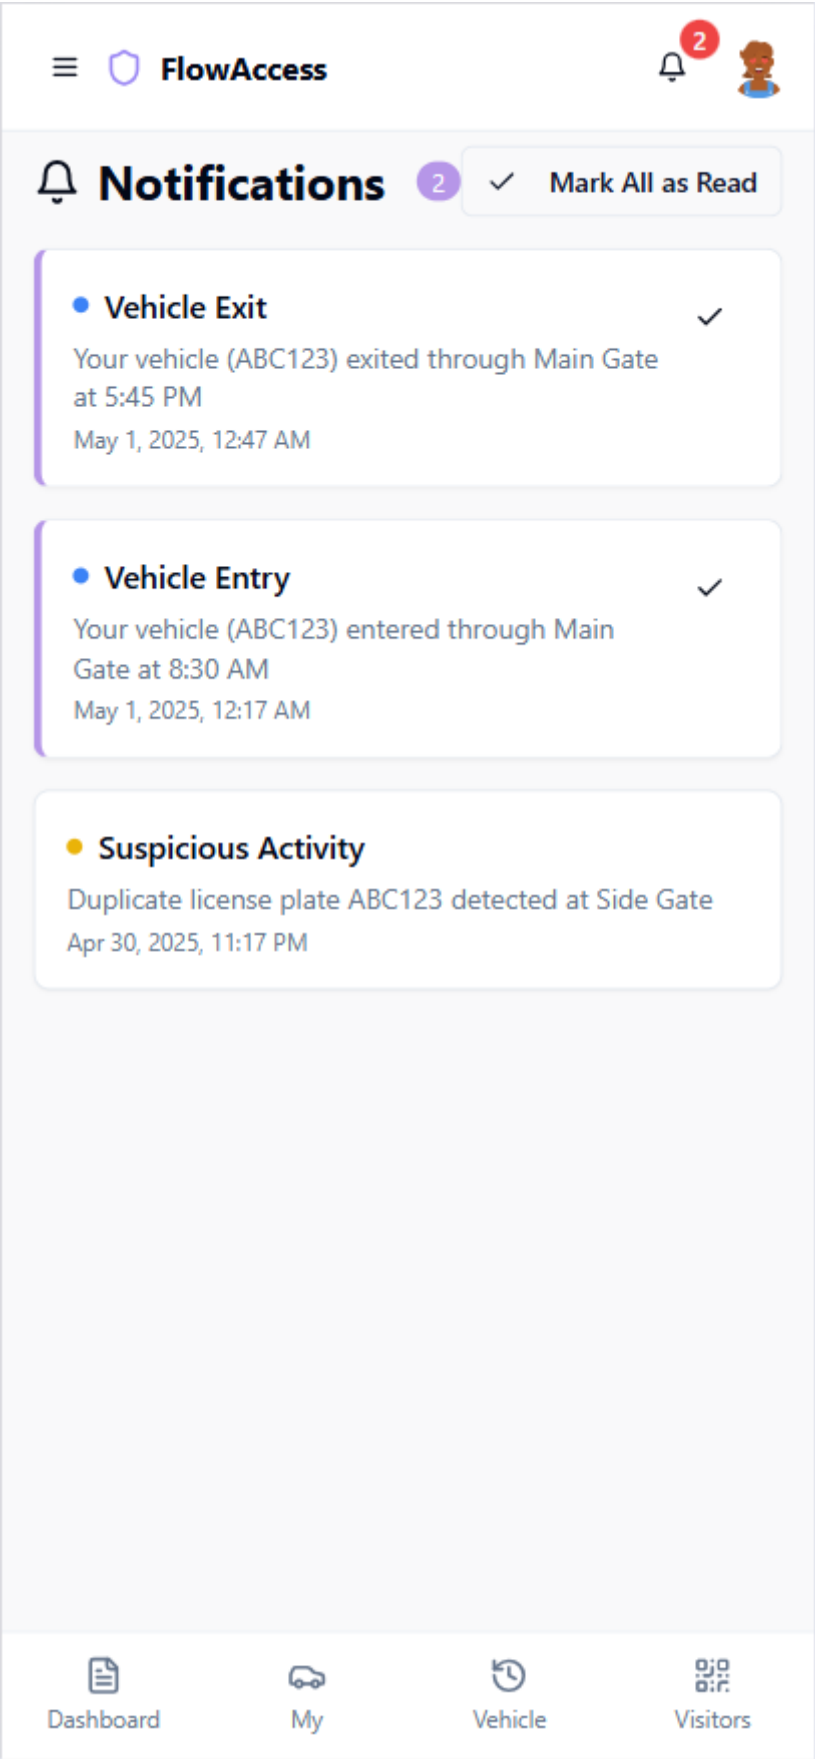 FlowAccess
2
Notifications
2
Mark All as Read
Vehicle Exit
Your vehicle (ABC123) exited through Main Gate
at 5:45 PM
May 1, 2025, 12:47 AM
Vehicle Entry
Your vehicle (ABC123) entered through Main
Gate at 8:30 AM
May 1, 2025, 12:17 AM
Suspicious Activity
Duplicate license plate ABC123 detected at Side Gate
Apr 30, 2025, 11:17 PM
Dashboard
My
Vehicle
Visitors